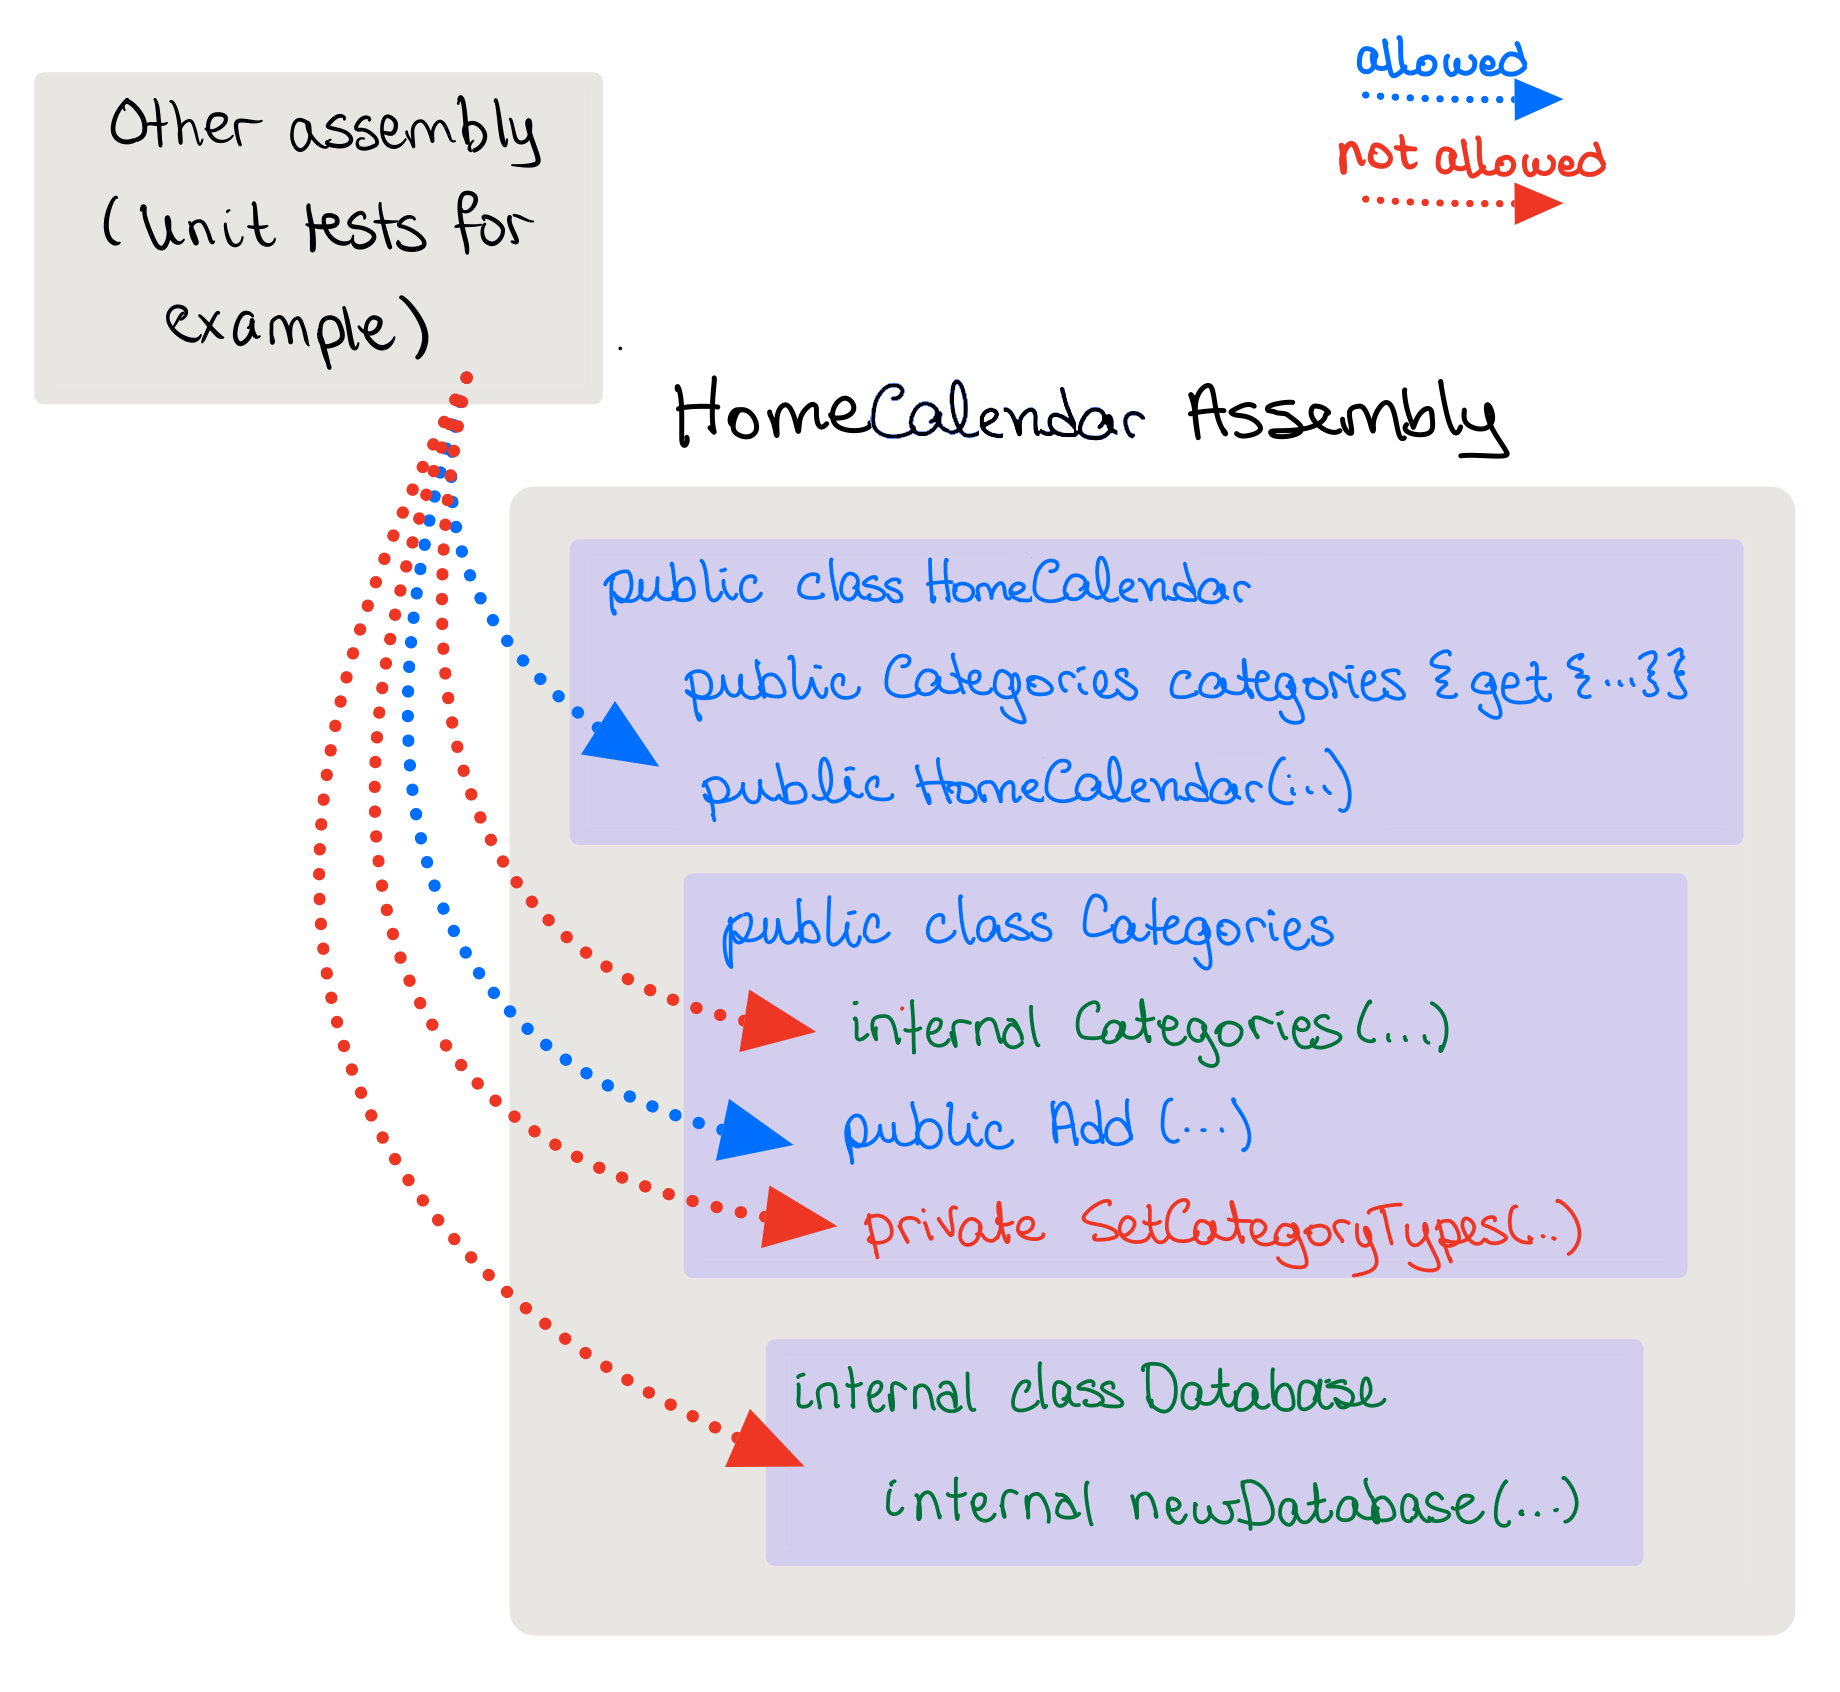 allowed
not allowed
Other assembly
(Unit tests for
example)
HomeCalendar Assembly
public class HomeCalendar
public Categories categories {get {...}}
public HomeCalendar(...)
public class Categories
internal Categories(...)
public Add (...)
private SetCategoryTypes(..)
internal class Database
internal newDatabase(...)